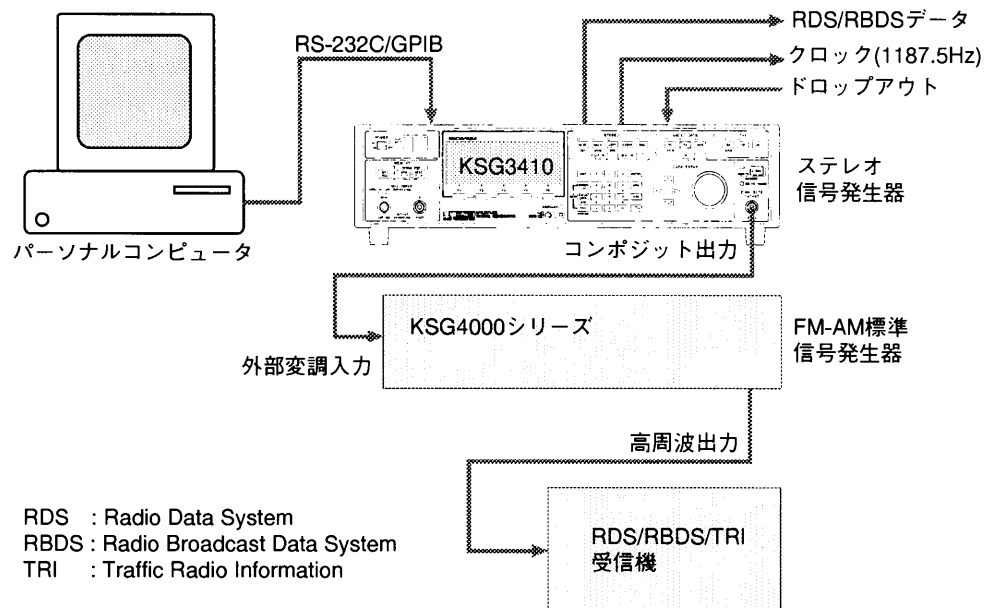 RDS/RBDSデータ
RS-232C/GPIB
クロック(1187.5Hz)
ドロップアウト
KSG3410
ステレオ
信号発生器
パーソナルコンピュータ
コンポジット出力
KSG4000シリーズ
FM-AM標準
信号発生器
外部変調入力
高周波出力
RDS : Radio Data System
RBDS : Radio Broadcast Data System
TRI : Traffic Radio Information
RDS/RBDS/TRI
受信機